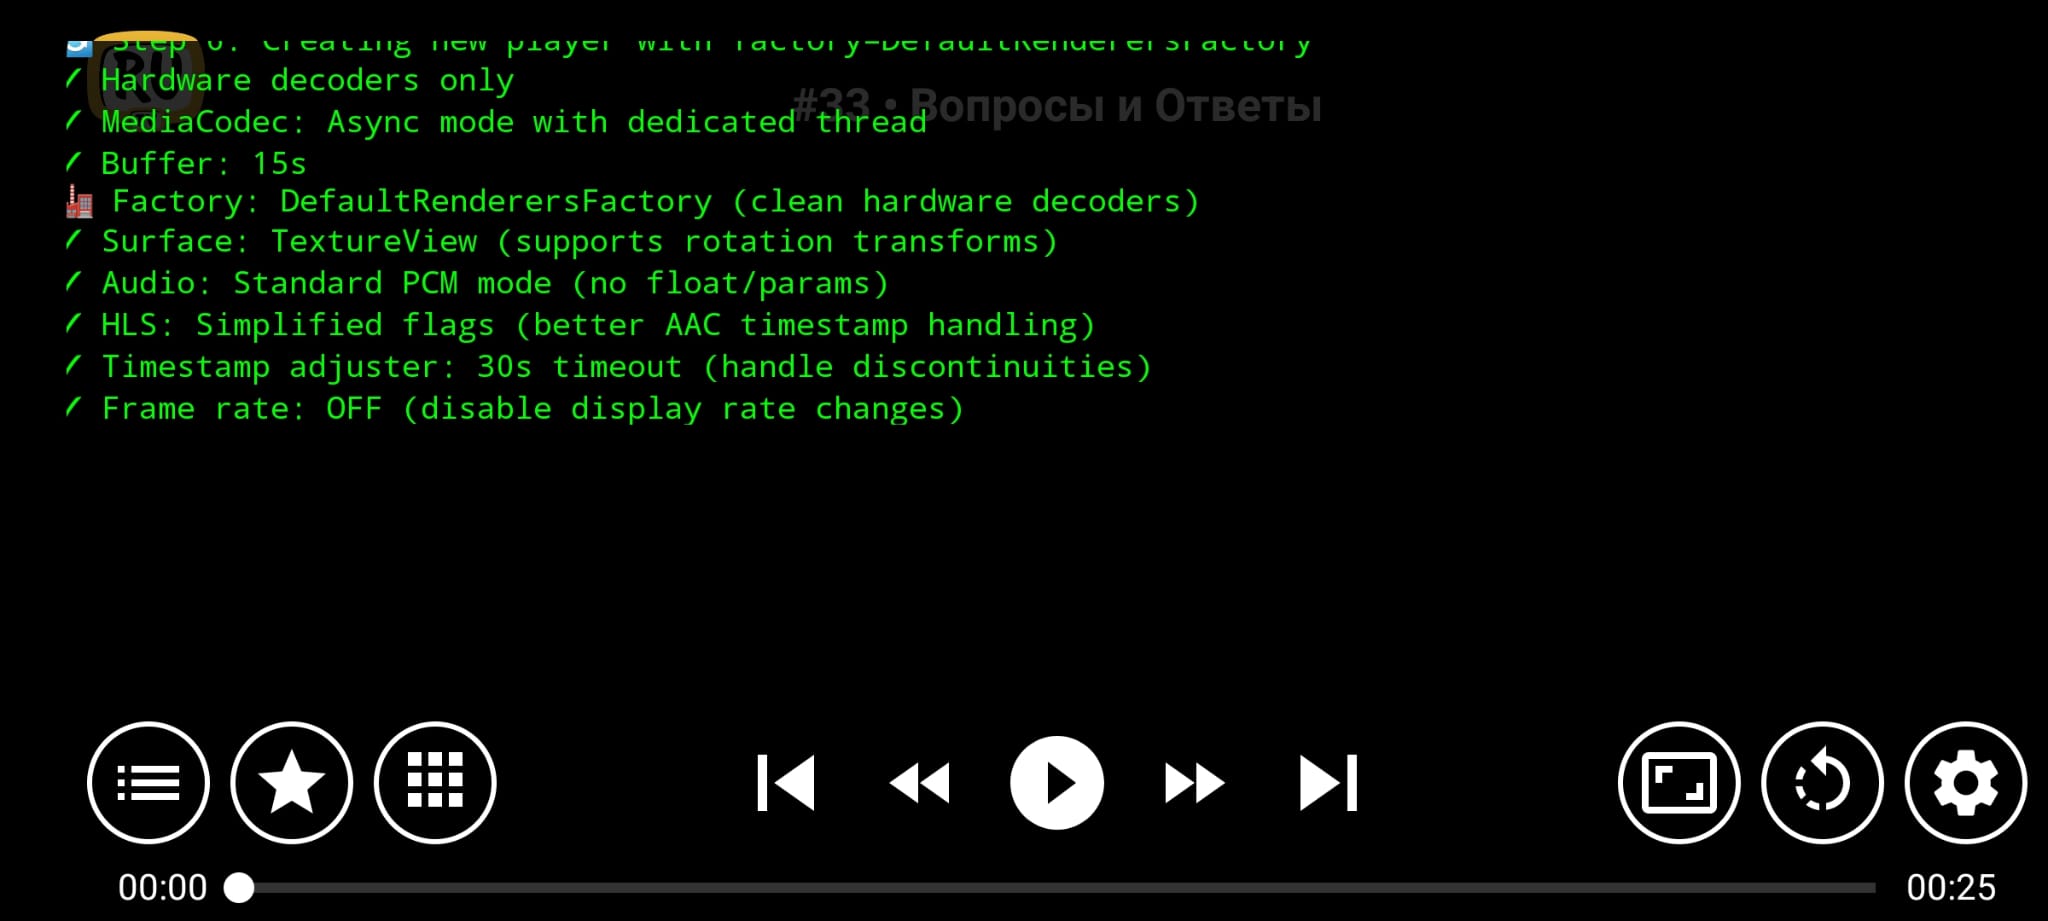 Step 6: Creating new player with factory=DefaultRenderersFactory
RU
✓ Hardware decoders only
#33 • Вопросы и Ответы
✓ MediaCodec: Async mode with dedicated thread
✓ Buffer: 15s
Factory: DefaultRenderersFactory (clean hardware decoders)
✓ Surface: TextureView (supports rotation transforms)
✓ Audio: Standard PCM mode (no float/params)
✓ HLS: Simplified flags (better AAC timestamp handling)
✓ Timestamp adjuster: 30s timeout (handle discontinuities)
✓ Frame rate: OFF (disable display rate changes)
00:00
00:25